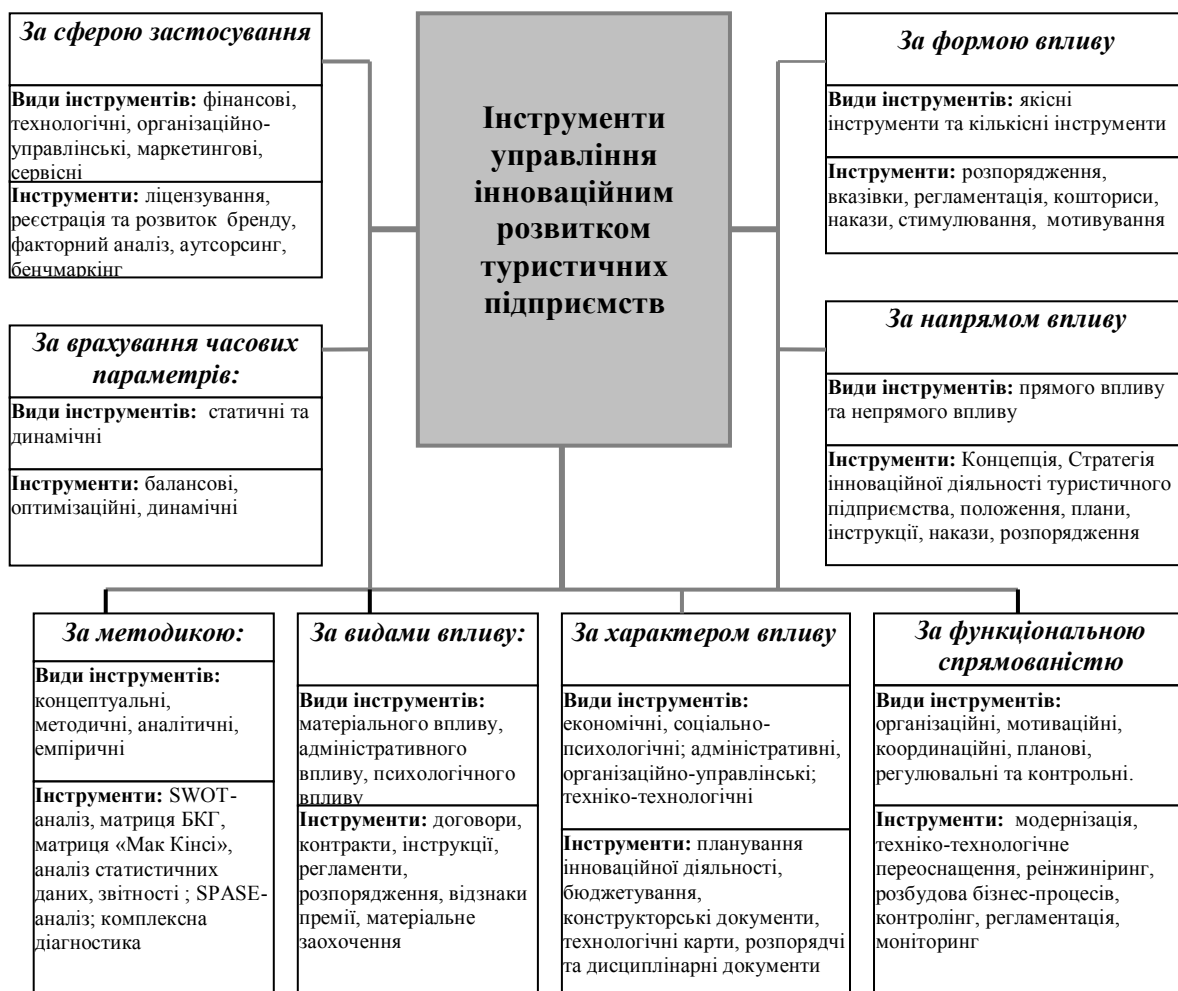 За сферою застосування
Види інструментів: фінансові,
технологічні, організаційно-
управлінські, маркетингові,
сервісні
Інструменти: ліцензування,
реєстрація та розвиток бренду,
факторний аналіз, аутсорсинг,
бенчмаркінг
Інструменти
управління
інноваційним
розвитком
туристичних
підприємств
За формою впливу
Види інструментів: якісні
інструменти та кількісні інструменти
Інструменти: розпорядження,
вказівки, регламентація, кошториси,
накази, стимулювання, мотивування
За врахування часових
параметрів:
Види інструментів: статичні та
динамічні
Інструменти: балансові,
оптимізаційні, динамічні
За напрямом впливу
Види інструментів: прямого впливу
та непрямого впливу
Інструменти: Концепція, Стратегія
інноваційної діяльності туристичного
підприємства, положення, плани,
інструкції, накази, розпорядження
За методикою:
Види інструментів:
концептуальні,
методичні, аналітичні,
емпіричні
Інструменти: SWOT-
аналіз, матриця БКГ,
матриця «Мак Кінсі»,
аналіз статистичних
даних, звітності ; SPASE-
аналіз; комплексна
діагностика
За видами впливу:
Види інструментів:
матеріального впливу,
адміністративного
впливу, психологічного
впливу
Інструменти: договори,
контракти, інструкції,
регламенти,
розпорядження, відзнаки
премії, матеріальне
заохочення
За характером впливу
Види інструментів:
економічні, соціально-
психологічні; адміністративні,
організаційно-управлінські;
техніко-технологічні
Інструменти: планування
інноваційної діяльності,
бюджетування,
конструкторські документи,
технологічні карти, розпорядчі
та дисциплінарні документи
За функціональною
спрямованістю
Види інструментів:
організаційні, мотиваційні,
координаційні, планові,
регулювальні та контрольні.
Інструменти: модернізація,
техніко-технологічне
переоснащення, реінжиніринг,
розбудова бізнес-процесів,
контролінг, регламентація,
моніторинг